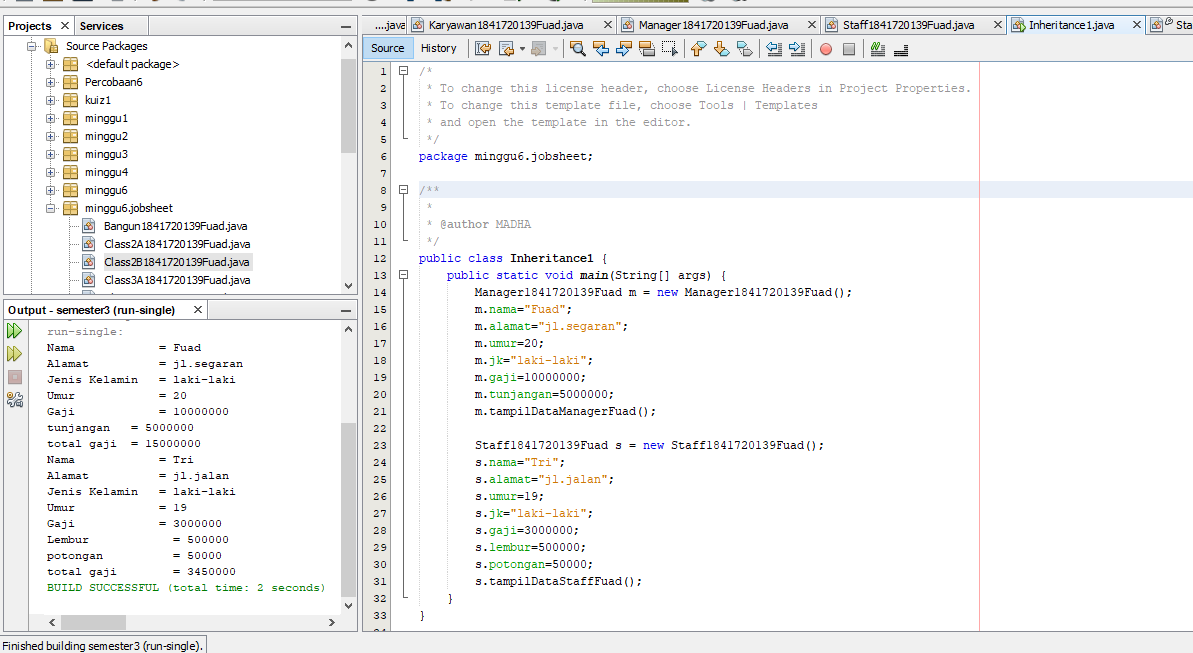 Projects
Services
Source Packages
<default package>
Percobaan6
kuiz1
minggu1
minggu2
minggu3
minggu4
minggu6
minggu6.jobsheet
Bangun1841720139Fuad.java
Class2A1841720139Fuad.java
Class2B1841720139Fuad.java
Class3A1841720139Fuad.java
Output - semester3 (run-single)
run-single:
Nama = Fuad
Alamat = jl.segaran
Jenis Kelamin = laki-laki
Umur = 20
Gaji = 10000000
tunjangan = 5000000
total gaji = 15000000
Nama = Tri
Alamat = jl.jalan
Jenis Kelamin = laki-laki
Umur = 19
Gaji = 3000000
Lembur = 500000
potongan = 50000
total gaji = 3450000
BUILD SUCCESSFUL (total time: 2 seconds)
Finished building semester3 (run-single).
....java Karyawan1841720139Fuad.java Manager1841720139Fuad.java Staff1841720139Fuad.java Inheritance1.java Sta
Source History
1 /*
2 * To change this license header, choose License Headers in Project Properties.
3 * To change this template file, choose Tools | Templates
4 * and open the template in the editor.
5 */
6 package minggu6.jobsheet;
7
8 /**
9 *
10 * @author MADHA
11 */
12 public class Inheritance1 {
13 public static void main(String[] args) {
14 Manager1841720139Fuad m = new Manager1841720139Fuad();
15 m.nama="Fuad";
16 m.alamat="jl.segaran";
17 m.umur=20;
18 m.jk="laki-laki";
19 m.gaji=10000000;
20 m.tunjangan=5000000;
21 m.tampilDataManagerFuad();
22
23 Staff1841720139Fuad s = new Staff1841720139Fuad();
24 s.nama="Tri";
25 s.alamat="jl.jalan";
26 s.umur=19;
27 s.jk="laki-laki";
28 s.gaji=3000000;
29 s.lembur=500000;
30 s.potongan=50000;
31 s.tampilDataStaffFuad();
32 }
33 }